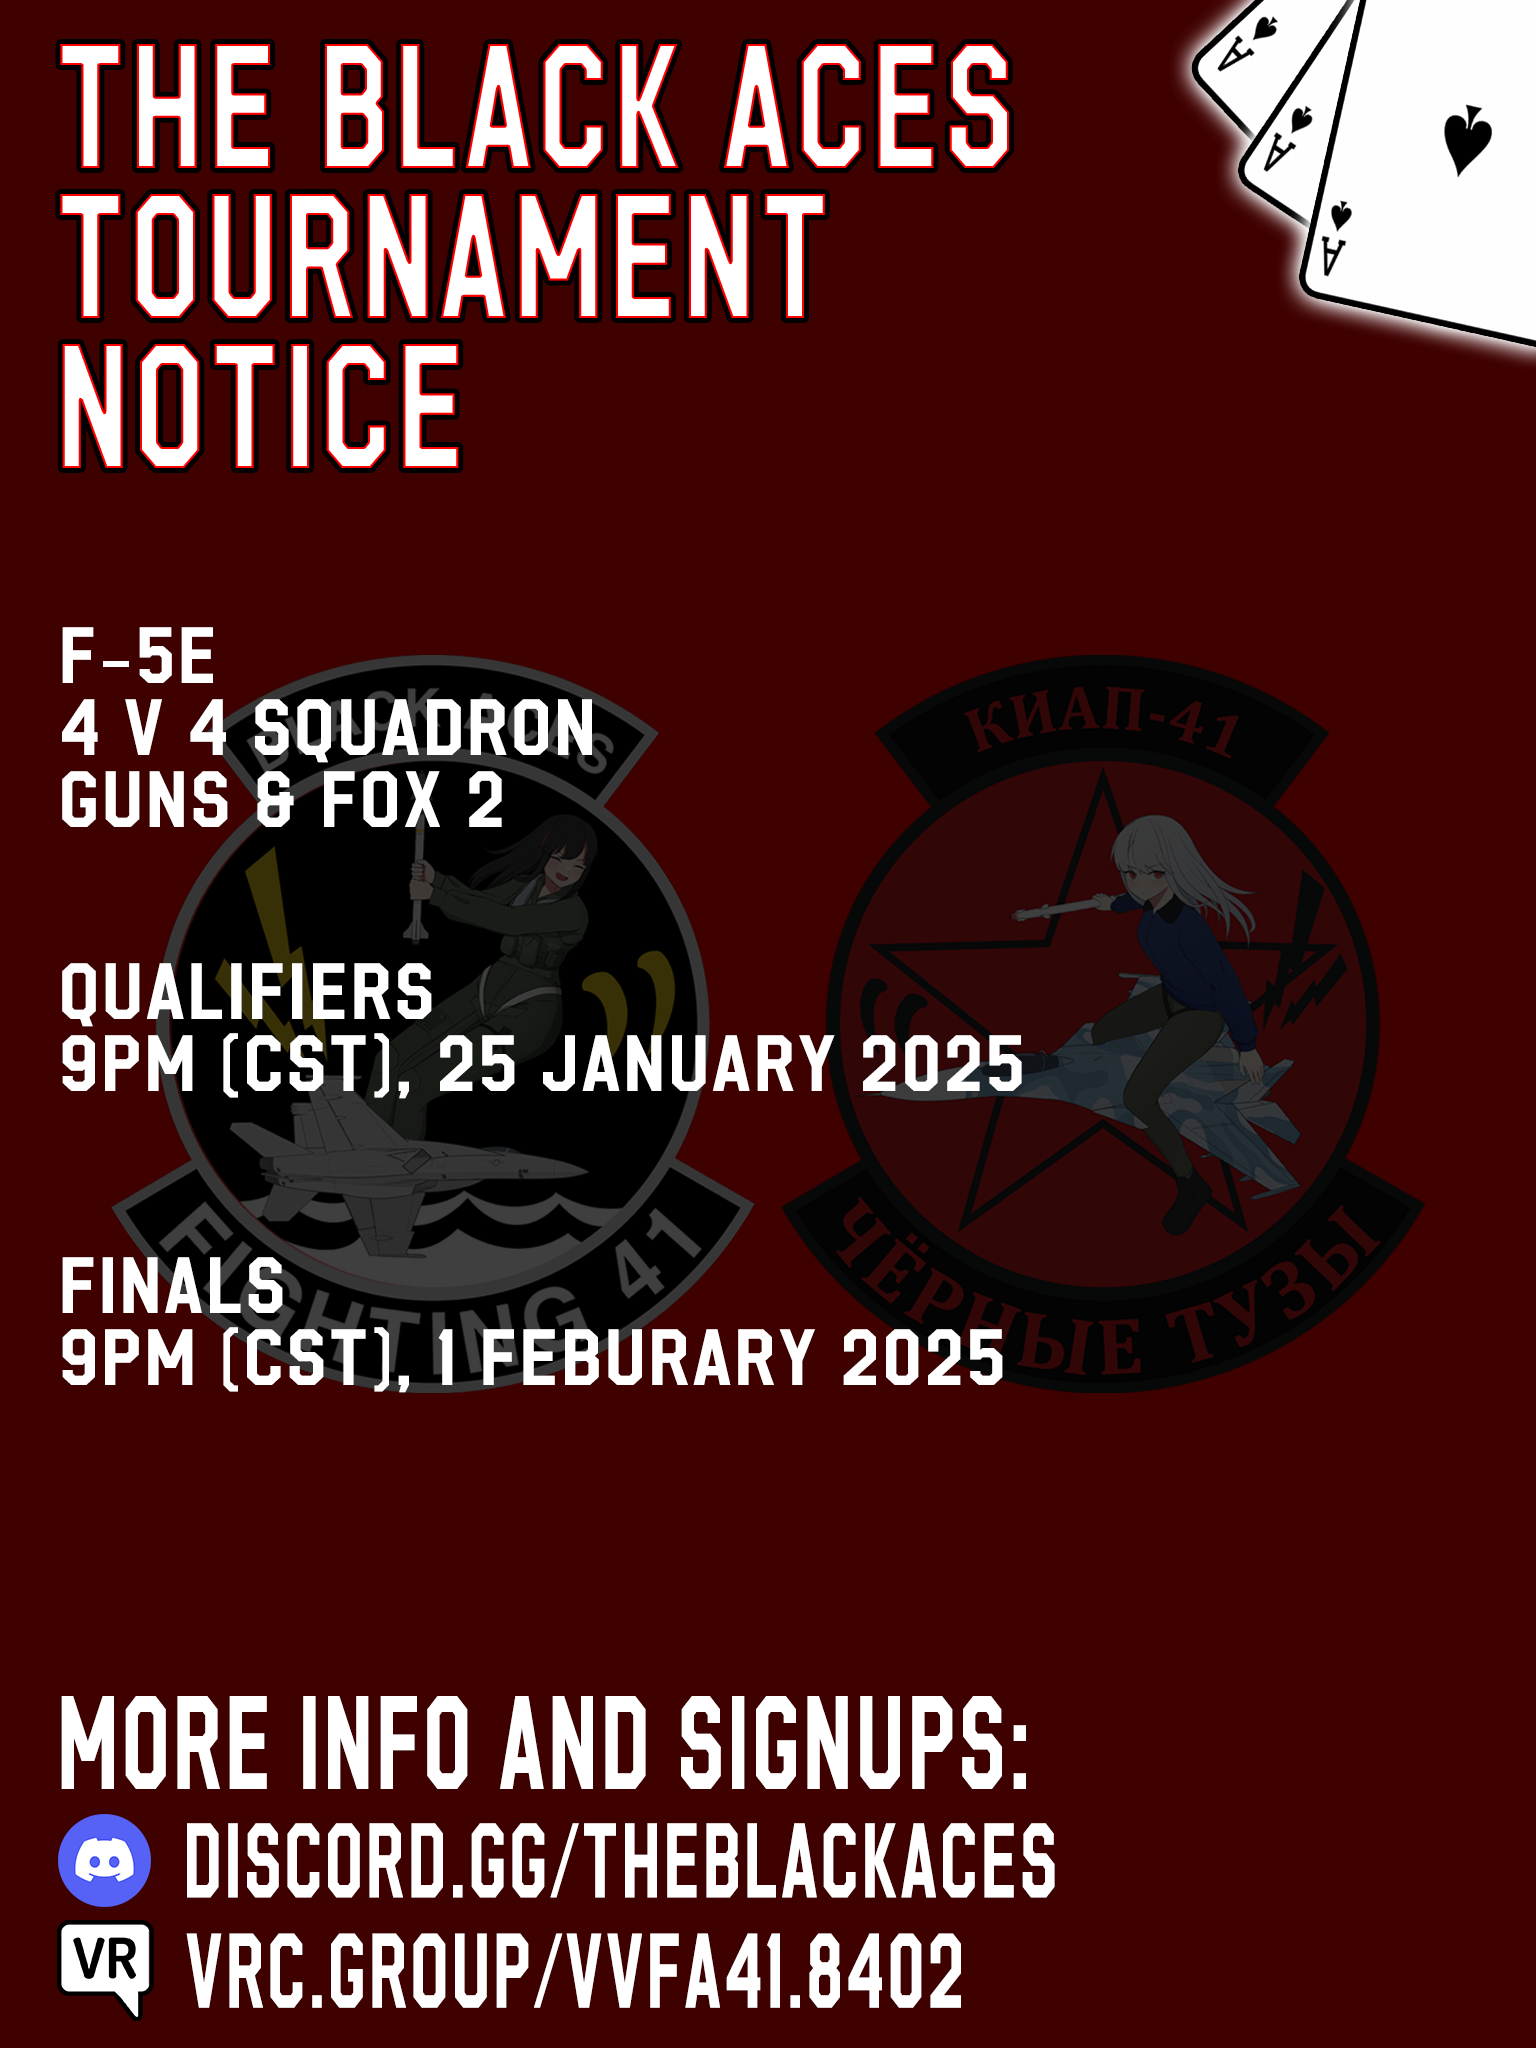 THE BLACK ACES
TOURNAMENT
NOTICE
A
A
A
F-5E
4 V 4 SQUADRON
GUNS & FOX 2
BLACK ACES
КИАП-41
QUALIFIERS
9PM (CST), 25 JANUARY 2025
FINALS
9PM (CST), 1 FEBURARY 2025
FIGHTING 41
ЧЁРНЫЕ ТУЗЫ
MORE INFO AND SIGNUPS:
DISCORD.GG/THEBLACKACES
VR
VRC.GROUP/VVFA41.8402